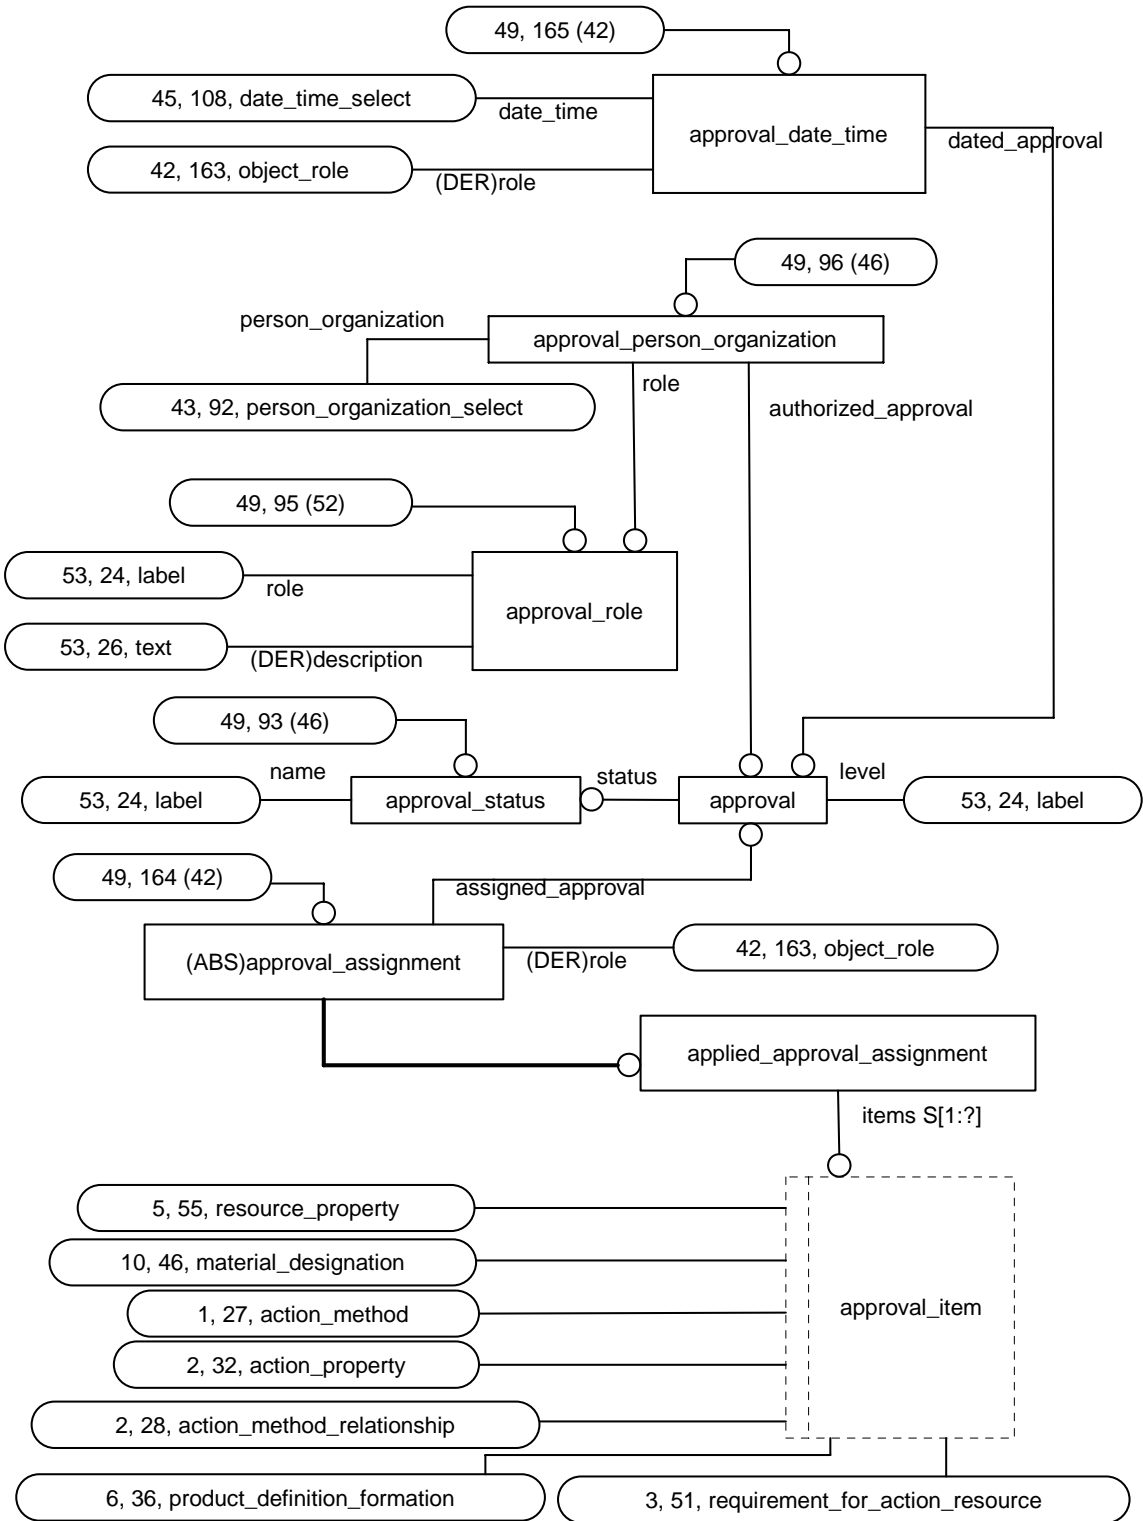 49, 165 (42)
45, 108, date_time_select
date_time
approval_date_time
dated_approval
42, 163, object_role
(DER)role
49, 96 (46)
person_organization
approval_person_organization
role
43, 92, person_organization_select
authorized_approval
49, 95 (52)
53, 24, label
role
approval_role
53, 26, text
(DER)description
49, 93 (46)
name
status
level
53, 24, label
approval_status
approval
53, 24, label
49, 164 (42)
assigned_approval
(ABS)approval_assignment
(DER)role
42, 163, object_role
applied_approval_assignment
items S[1:?]
5, 55, resource_property
10, 46, material_designation
1, 27, action_method
approval_item
2, 32, action_property
2, 28, action_method_relationship
6, 36, product_definition_formation
3, 51, requirement_for_action_resource